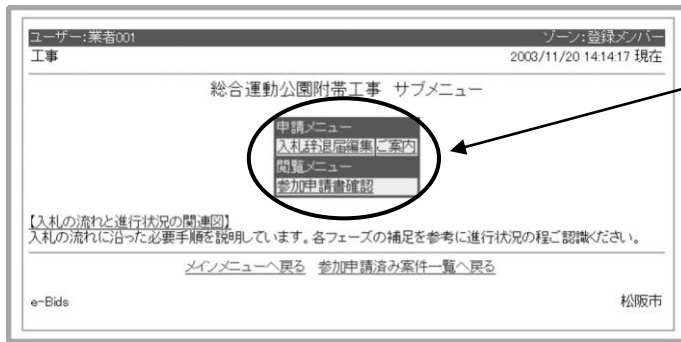 ユーザー:業者001 ゾーン:登録メンバー
工事 2003/11/20 14:14:17 現在
総合運動公園附帯工事 サブメニュー
申請メニュー
入札辞退届編集 ご案内
閲覧メニュー
参加申請書確認
【入札の流れと進行状況の関連図】
入札の流れに沿った必要手順を説明しています。各フェーズの補足を参考に進行状況の程ご認識ください。
メインメニューへ戻る 参加申請済み案件一覧へ戻る
e-Bids 松阪市